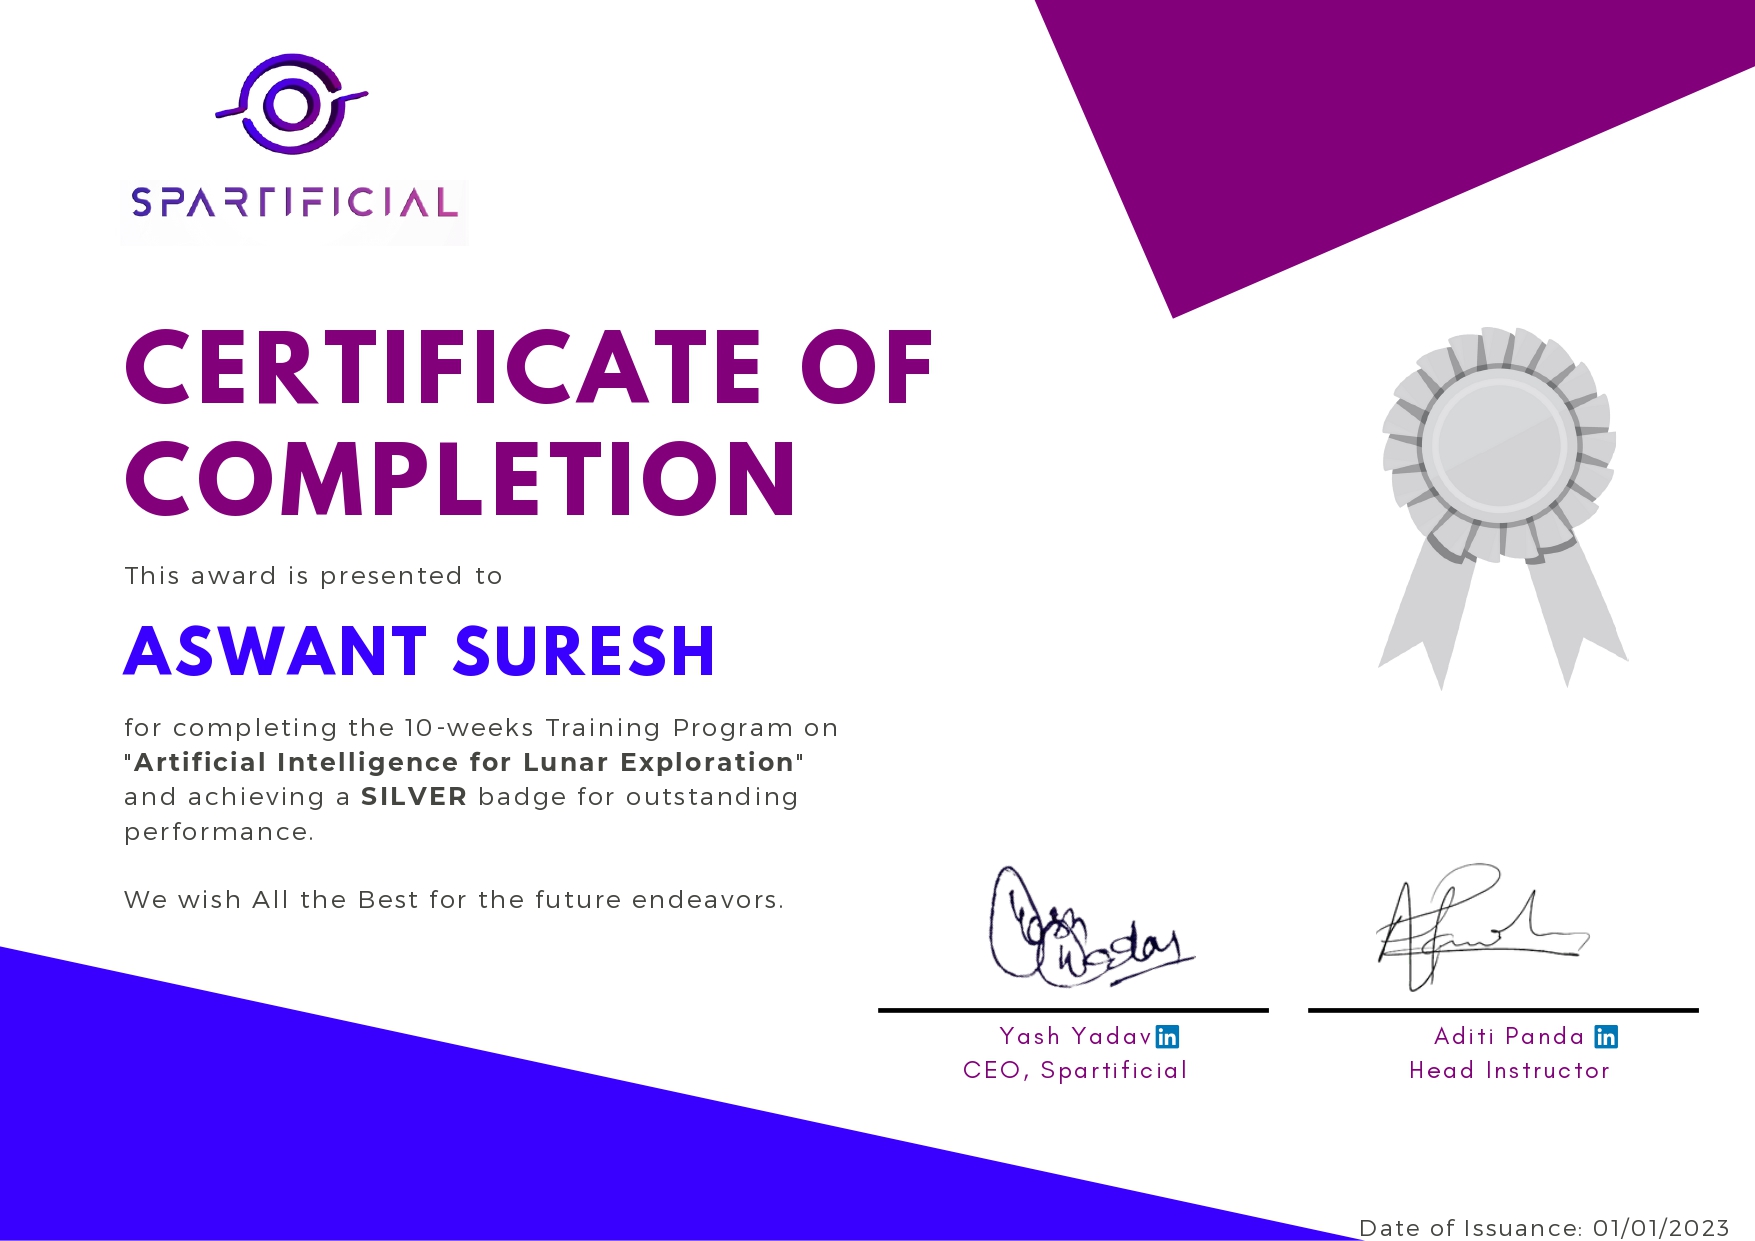 SPARTIFICIAL
CERTIFICATE OF
COMPLETION
This award is presented to
ASWANT SURESH
for completing the 10-weeks Training Program on
"Artificial Intelligence for Lunar Exploration"
and achieving a SILVER badge for outstanding
performance.
We wish All the Best for the future endeavors.
Yash Yadav in
CEO, Spartificial
Aditi Panda in
Head Instructor
Date of Issuance: 01/01/2023